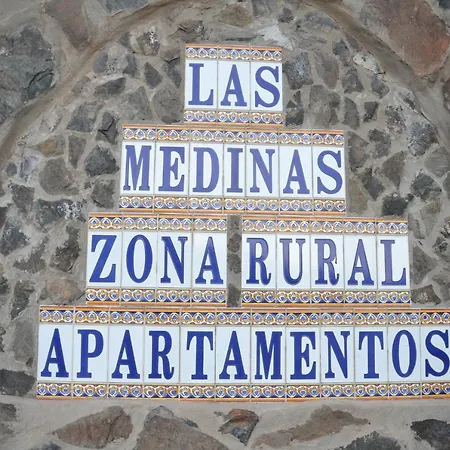 LAS
MEDINAS
ZONA RURAL
APARTAMENTOS